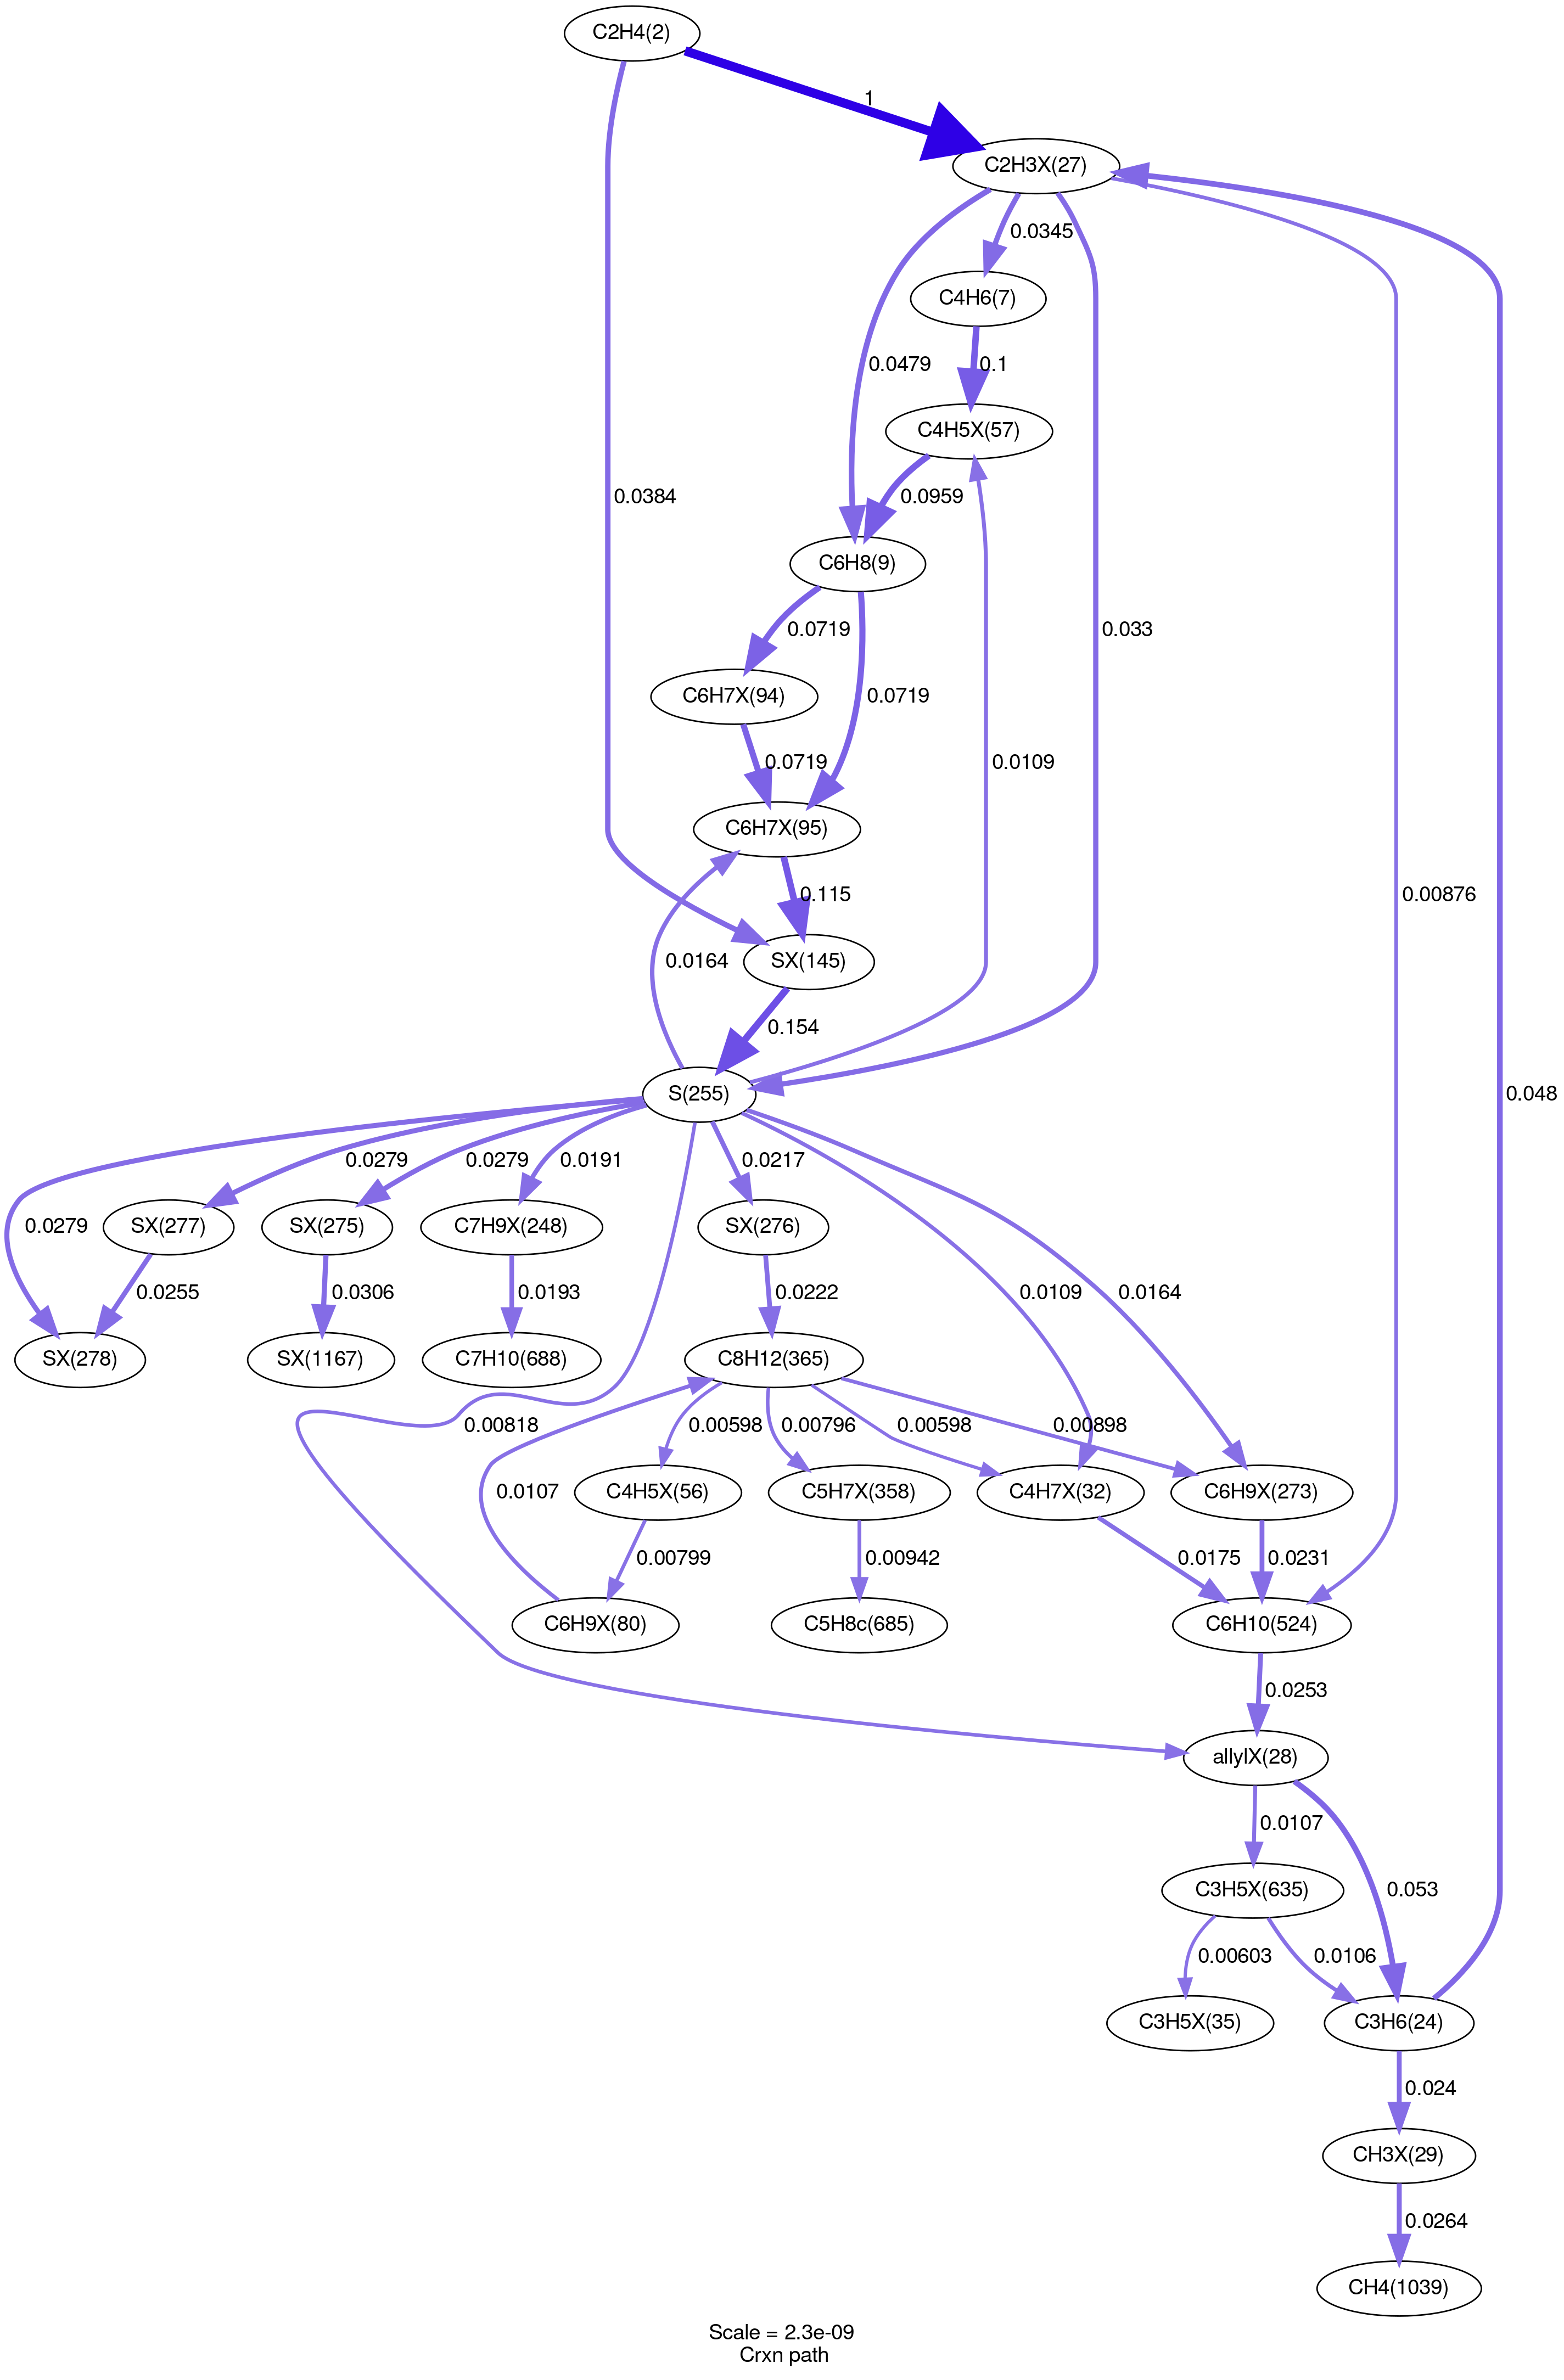 C2H4(2)
1
C2H3X(27)
0.0345
C4H6(7)
0.0479
0.1
C4H5X(57)
0.0384
0.0959
C6H8(9)
0.0719
0.033
C6H7X(94)
0.0719
0.0719
0.0109
C6H7X(95)
0.00876
0.115
0.0164
SX(145)
0.154
S(255)
0.048
0.0279
0.0279
0.0191
0.0217
0.0279
SX(277)
SX(275)
C7H9X(248)
SX(276)
0.0255
0.0306
0.0193
0.0222
0.0109
0.0164
SX(278)
SX(1167)
C7H10(688)
C8H12(365)
0.00818
0.00598
0.00796
0.00598
0.00898
0.0107
C4H5X(56)
C5H7X(358)
C4H7X(32)
C6H9X(273)
0.00799
0.00942
0.0175
0.0231
C6H9X(80)
C5H8c(685)
C6H10(524)
0.0253
allylX(28)
0.0107
0.053
C3H5X(635)
0.00603
0.0106
C3H5X(35)
C3H6(24)
0.024
CH3X(29)
0.0264
CH4(1039)
Scale = 2.3e-09
Crxn path